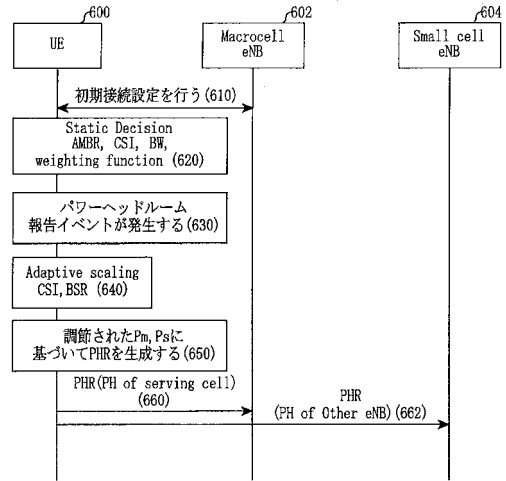 600
602
604
UE
Macrocell
eNB
Small cell
eNB
初期接続設定を行う(610)
Static Decision
AMBR, CSI, BW,
weighting function (620)
パワーヘッドルーム
報告イベントが発生する(630)
Adaptive scaling
CSI,BSR (640)
調節されたPm,Psに
基づいてPHRを生成する(650)
PHR(PH of serving cell)
(660)
PHR
(PH of Other eNB)(662)